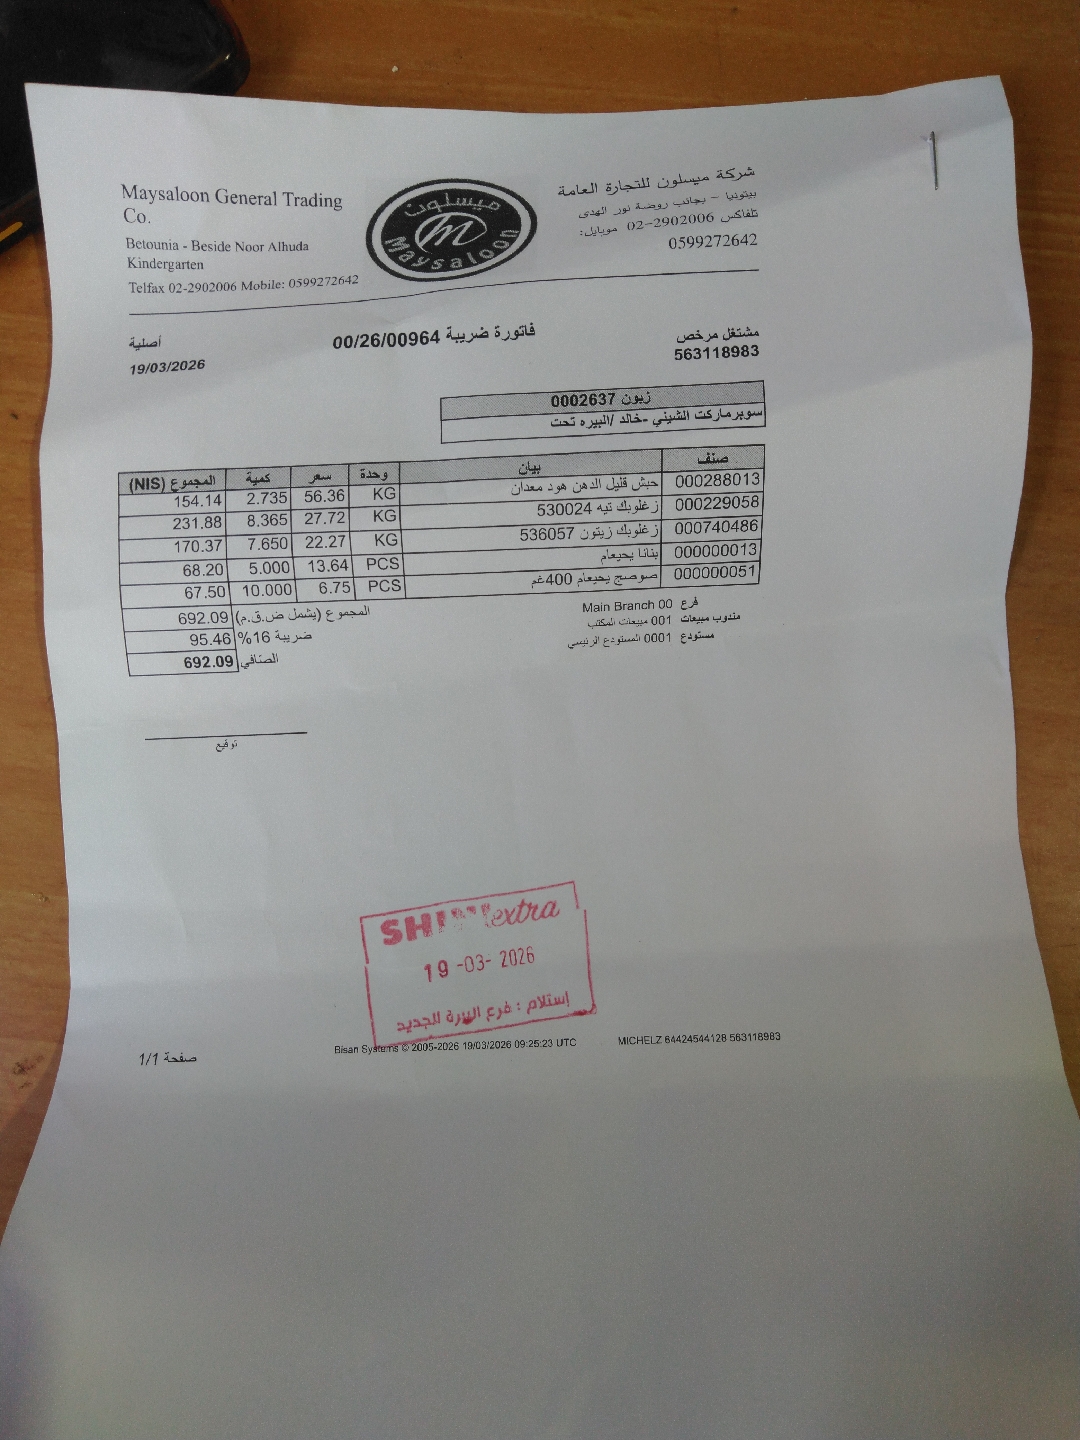 Maysaloon General Trading
Co.
Betounia - Beside Noor Alhuda
Kindergarten
Telfax 02-2902006 Mobile: 0599272642
ميسلون
Maysaloon
شركة ميسلون للتجارة العامة
بيتونيا - بجانب روضة نور الهدى
تلفاكس 2902006-02 موبايل:
0599272642
أصلية
19/03/2026
فاتورة ضريبة 00/26/00964
مشتغل مرخص
563118983
زبون 0002637
سوبرماركت الشيني -خالد /البيره تحت
صنف بيان وحدة سعر كمية المجموع (NIS)
000288013 حبش قليل الدهن هود معدان KG 56.36 2.735 154.14
000229058 زغلوبك تيه 530024 KG 27.72 8.365 231.88
000740486 زغلوبك زيتون 536057 KG 22.27 7.650 170.37
000000013 بنانا يحيعام PCS 13.64 5.000 68.20
000000051 صوصج يحيعام 400غم PCS 6.75 10.000 67.50
المجموع (يشمل ض.ق.م) 692.09
ضريبة 16% 95.46
الصافي 692.09
فرع 00 Main Branch
مندوب مبيعات 001 مبيعات المكتب
مستودع 0001 المستودع الرئيسي
توقيع
extra
19-03-2026
إستلام : فرع البيرة الجديد
صفحة 1/1
Bisan Systems © 2005-2026 19/03/2026 09:25:23 UTC
MICHELZ 64424544128 563118983